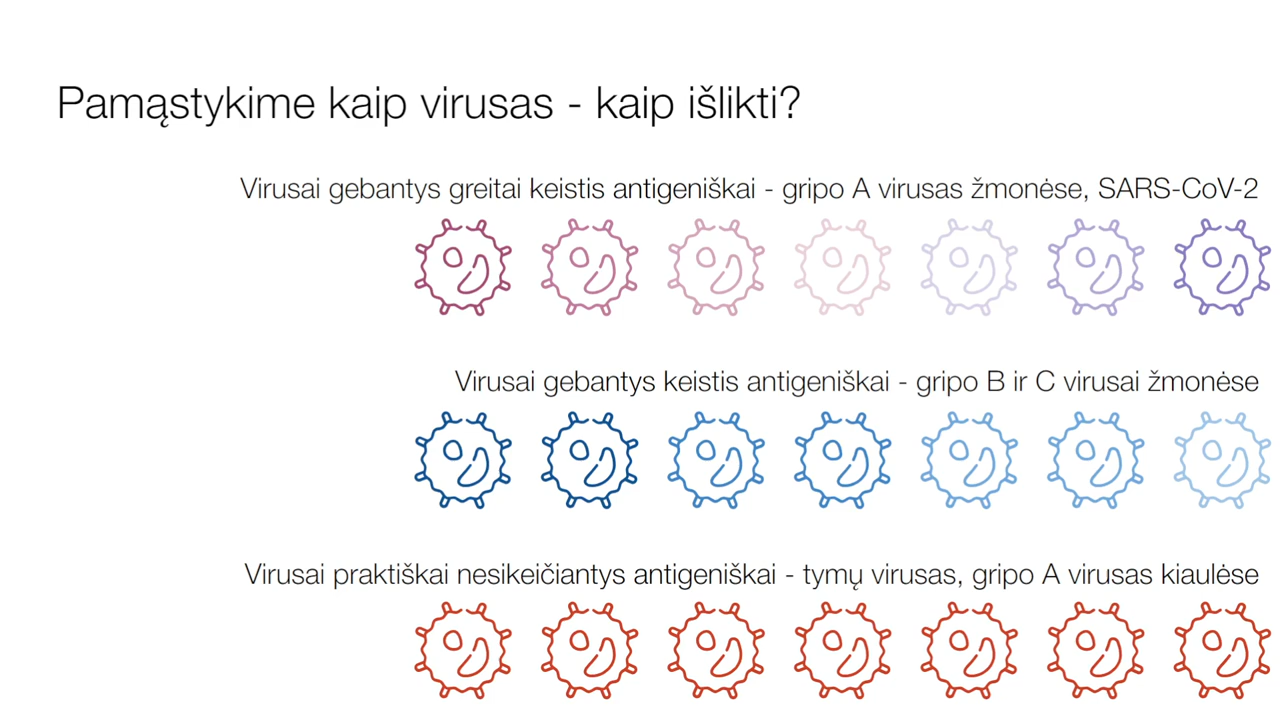 Pamąstykime kaip virusas - kaip išlikti?
Virusai gebantys greitai keistis antigeniškai - gripo A virusas žmonėse, SARS-CoV-2
Virusai gebantys keistis antigeniškai - gripo B ir C virusai žmonėse
Virusai praktiškai nesikeičiantys antigeniškai - tymų virusas, gripo A virusas kiaulėse